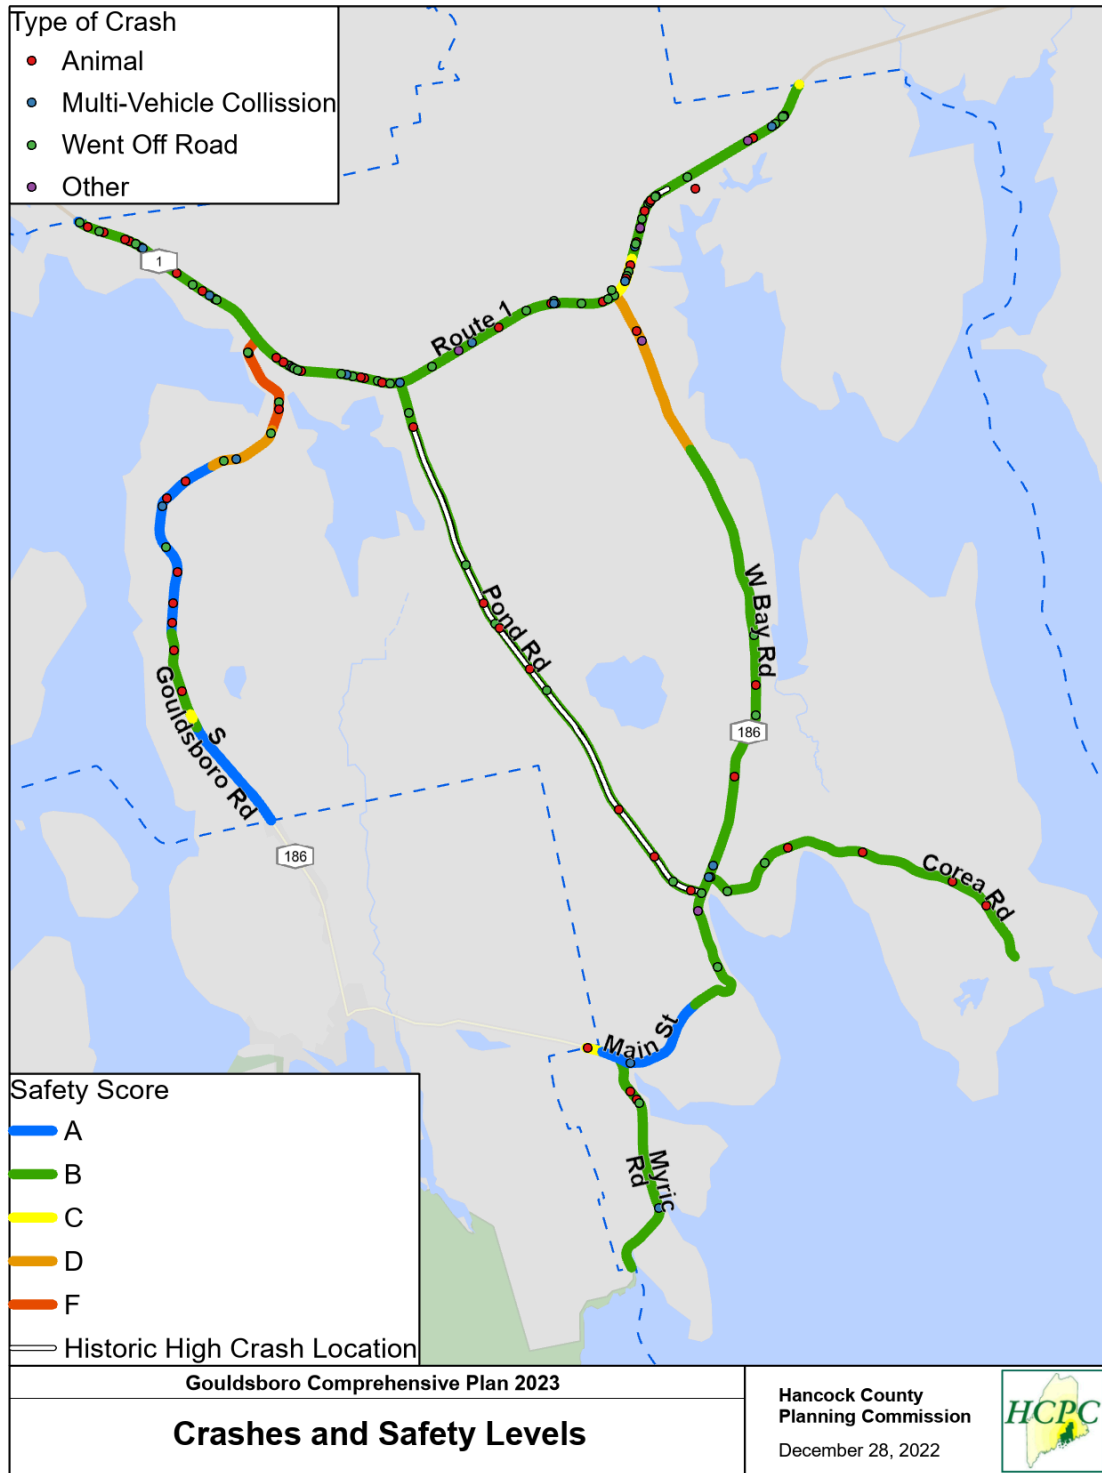 Type of Crash
Animal
Multi-Vehicle Collission
Went Off Road
Other
1
Route 1
Pond Rd
W Bay Rd
186
S
Gouldsboro Rd
186
Corea Rd
Main St
Myric
Rd
Safety Score
A
B
C
D
F
Historic High Crash Location
Gouldsboro Comprehensive Plan 2023
Crashes and Safety Levels
Hancock County
Planning Commission
December 28, 2022
HCPC